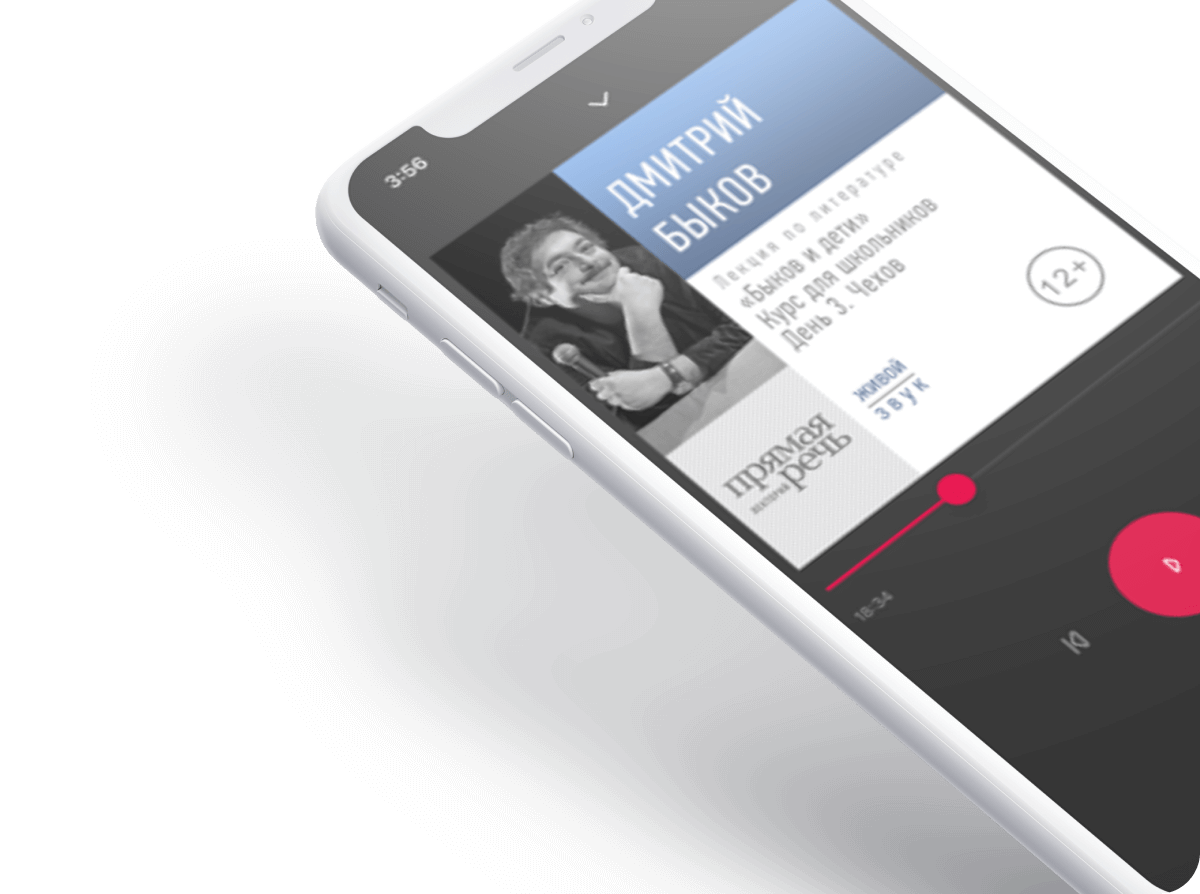 3:56
ДМИТРИЙ
БЫКОВ
Лекция по литературе
«Быков и дети»
Курс для школьников
День 3. Чехов
12+
живой
звук
прямая
речь
лекторий
18:34